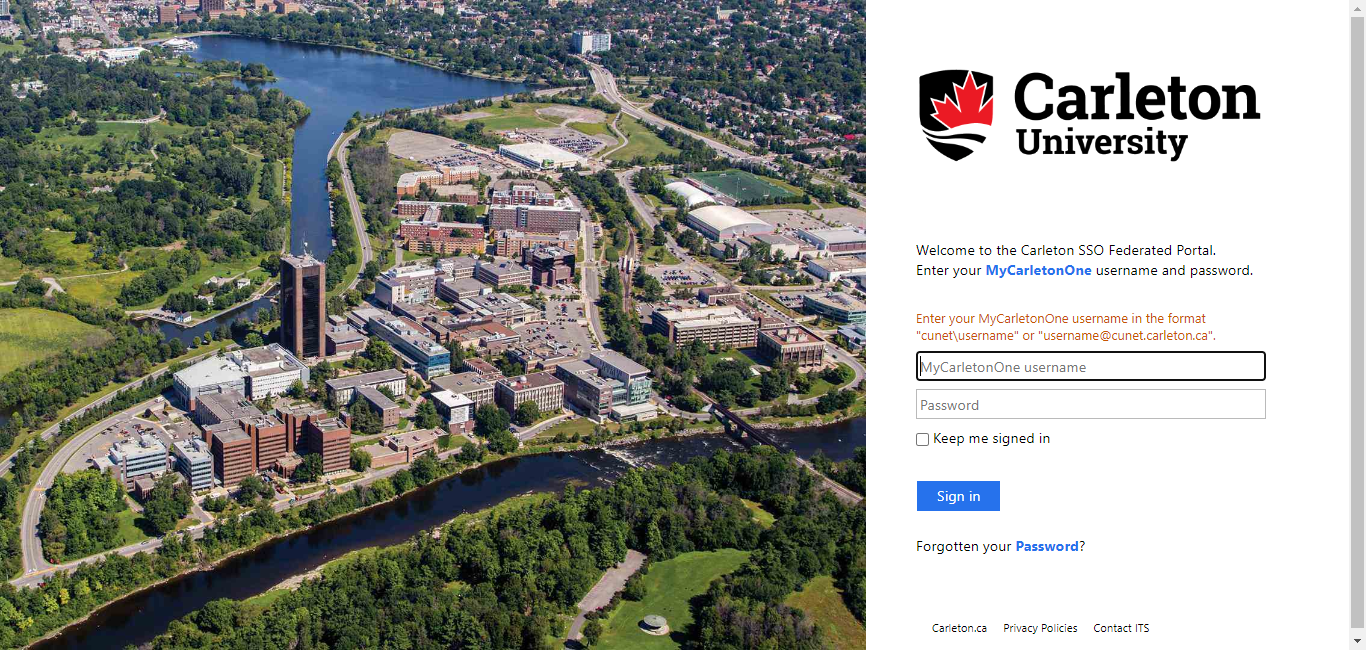 Carleton
University
Welcome to the Carleton SSO Federated Portal.
Enter your MyCarletonOne username and password.
Enter your MyCarletonOne username in the format
"cunet\username" or "username@cunet.carleton.ca".
MyCarletonOne username
Password
Keep me signed in
Sign in
Forgotten your Password?
Carleton.ca Privacy Policies Contact ITS